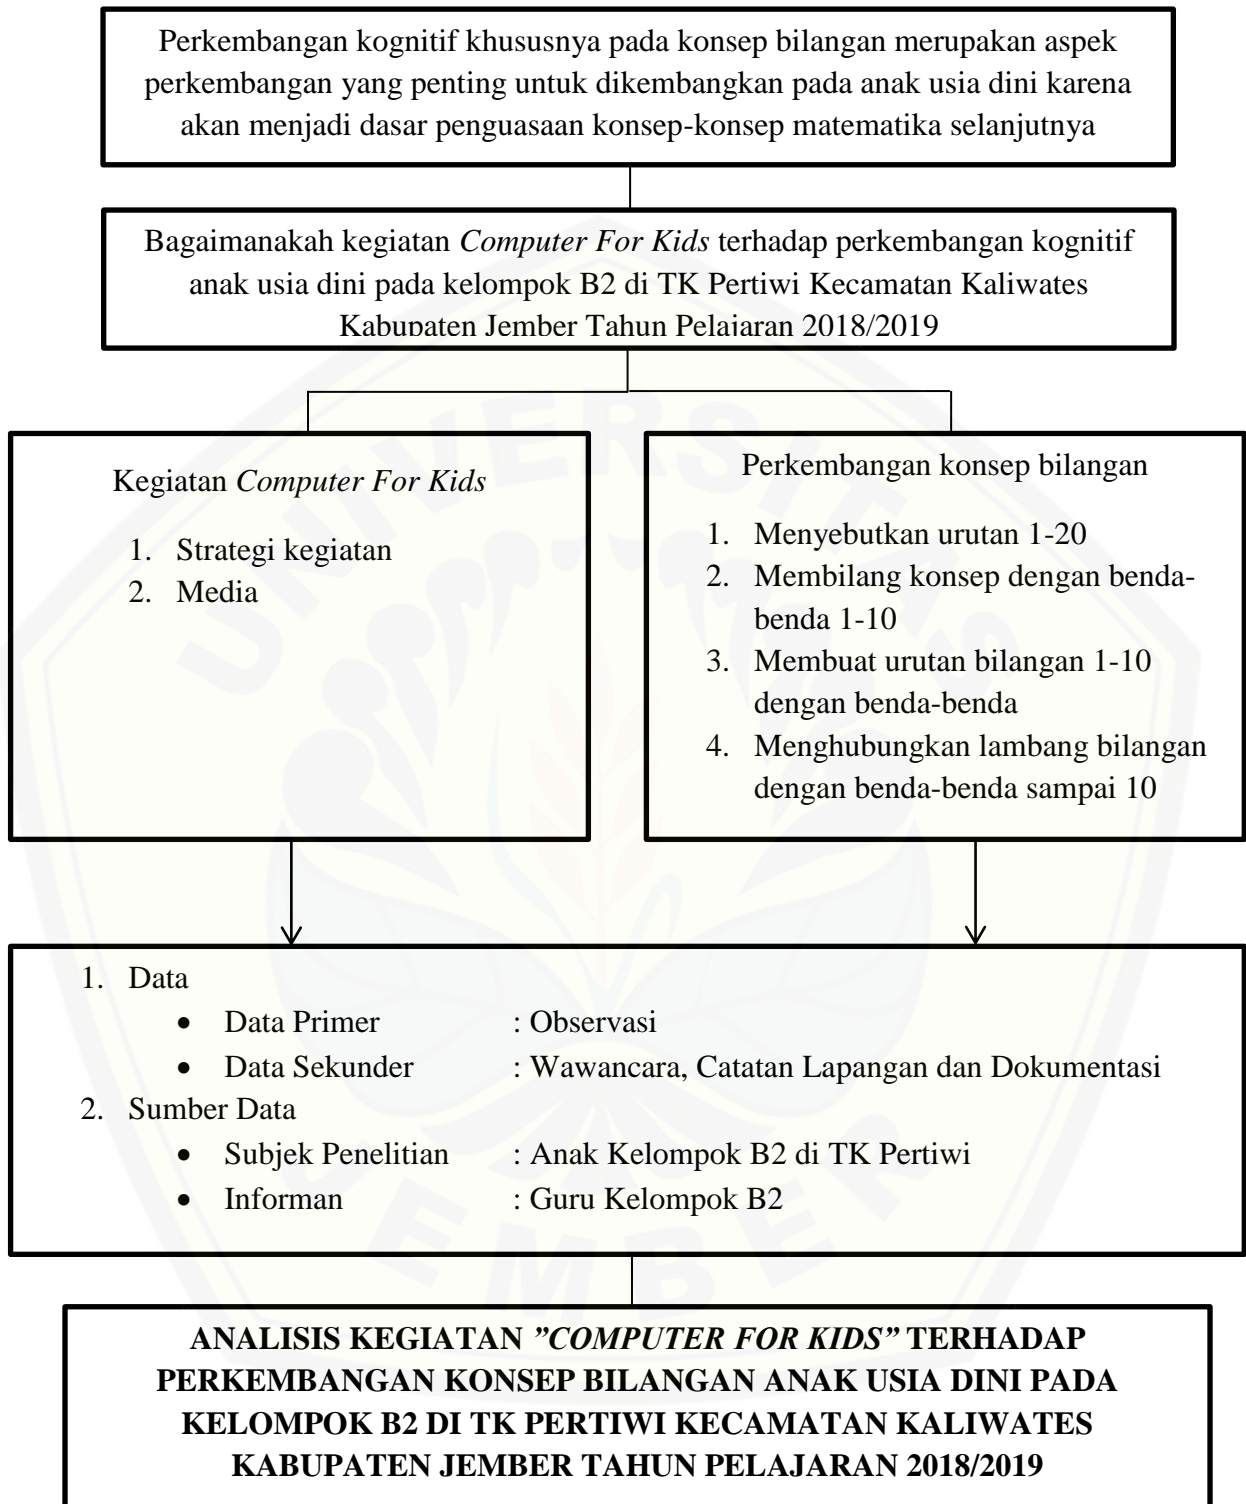 Perkembangan kognitif khususnya pada konsep bilangan merupakan aspek
perkembangan yang penting untuk dikembangkan pada anak usia dini karena
akan menjadi dasar penguasaan konsep-konsep matematika selanjutnya
Bagaimanakah kegiatan Computer For Kids terhadap perkembangan kognitif
anak usia dini pada kelompok B2 di TK Pertiwi Kecamatan Kaliwates
Kabupaten Jember Tahun Pelajaran 2018/2019
Kegiatan Computer For Kids
1. Strategi kegiatan
2. Media
Perkembangan konsep bilangan
1. Menyebutkan urutan 1-20
2. Membilang konsep dengan benda-
benda 1-10
3. Membuat urutan bilangan 1-10
dengan benda-benda
4. Menghubungkan lambang bilangan
dengan benda-benda sampai 10
1. Data
• Data Primer : Observasi
• Data Sekunder : Wawancara, Catatan Lapangan dan Dokumentasi
2. Sumber Data
• Subjek Penelitian : Anak Kelompok B2 di TK Pertiwi
• Informan : Guru Kelompok B2
ANALISIS KEGIATAN ”COMPUTER FOR KIDS” TERHADAP
PERKEMBANGAN KONSEP BILANGAN ANAK USIA DINI PADA
KELOMPOK B2 DI TK PERTIWI KECAMATAN KALIWATES
KABUPATEN JEMBER TAHUN PELAJARAN 2018/2019
UNIVERSITAS
JEMBER